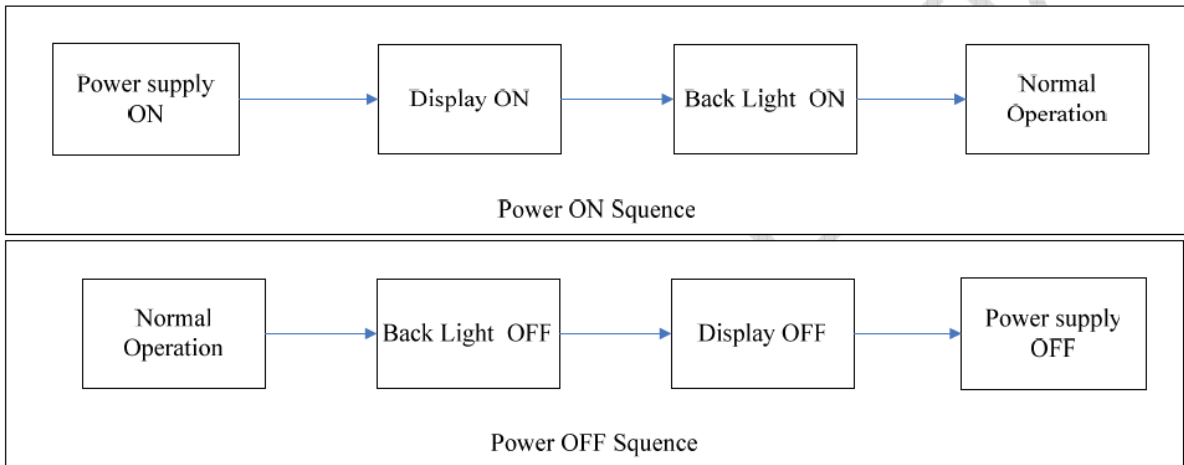 Power supply
ON
Display ON
Back Light ON
Normal
Operation
Power ON Squence
Normal
Operation
Back Light OFF
Display OFF
Power supply
OFF
Power OFF Squence